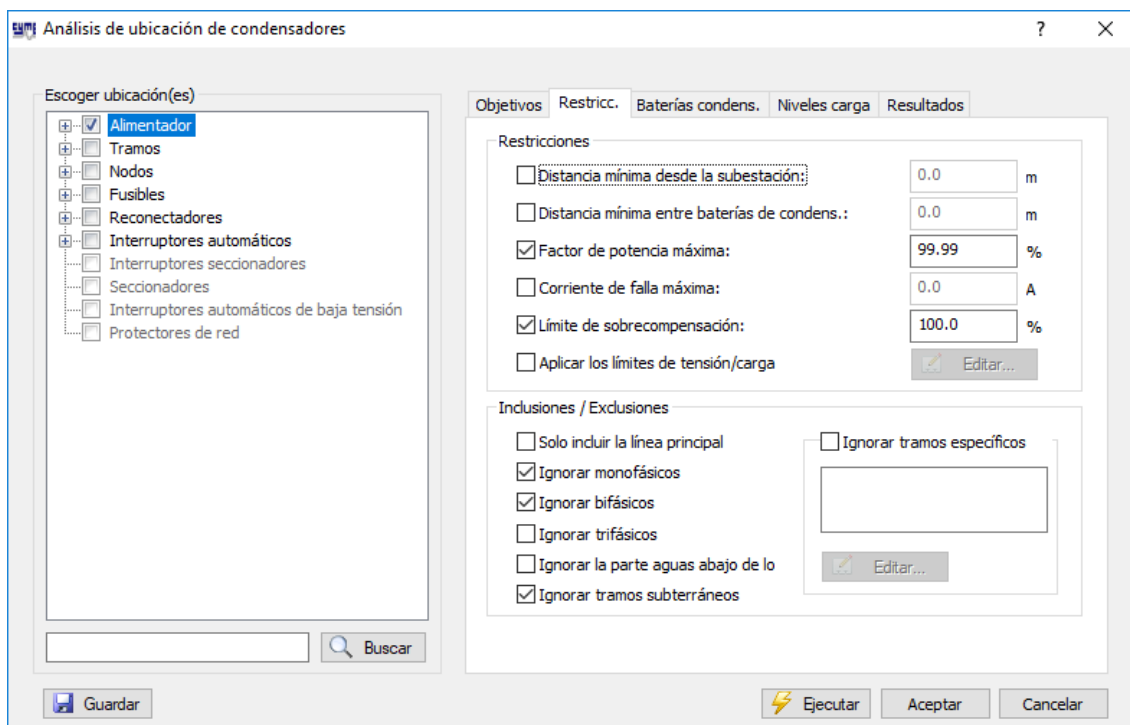 CYME Análisis de ubicación de condensadores ?
Escoger ubicación(es)
Alimentador
Tramos
Nodos
Fusibles
Reconectadores
Interruptores automáticos
Interruptores seccionadores
Seccionadores
Interruptores automáticos de baja tensión
Protectores de red
Buscar
Objetivos Restricc. Baterías condens. Niveles carga Resultados
Restricciones
Distancia mínima desde la subestación: 0.0 m
Distancia mínima entre baterías de condens.: 0.0 m
Factor de potencia máxima: 99.99 %
Corriente de falla máxima: 0.0 A
Límite de sobrecompensación: 100.0 %
Aplicar los límites de tensión/carga Editar...
Inclusiones / Exclusiones
Solo incluir la línea principal
Ignorar monofásicos
Ignorar bifásicos
Ignorar trifásicos
Ignorar la parte aguas abajo de lo
Ignorar tramos subterráneos
Ignorar tramos específicos
Editar...
Guardar Ejecutar Aceptar Cancelar